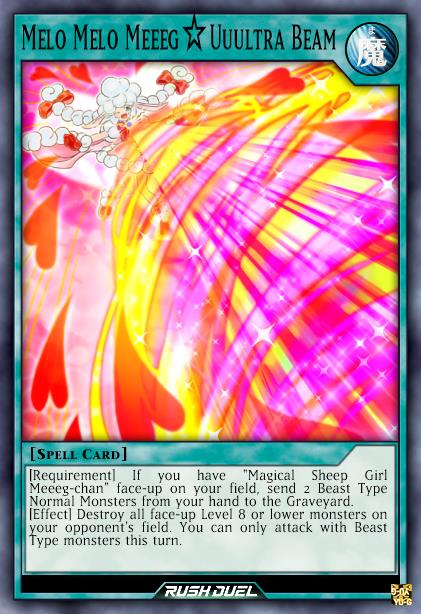 Melo Melo Meeeg☆Uuultra Beam
ま
魔
[Spell Card]
[Requirement] If you have "Magical Sheep Girl
Meeeg-chan" face-up on your field, send 2 Beast Type
Normal Monsters from your hand to the Graveyard.
[Effect] Destroy all face-up Level 8 or lower monsters on
your opponent's field. You can only attack with Beast
Type monsters this turn.
RUSH DUEL